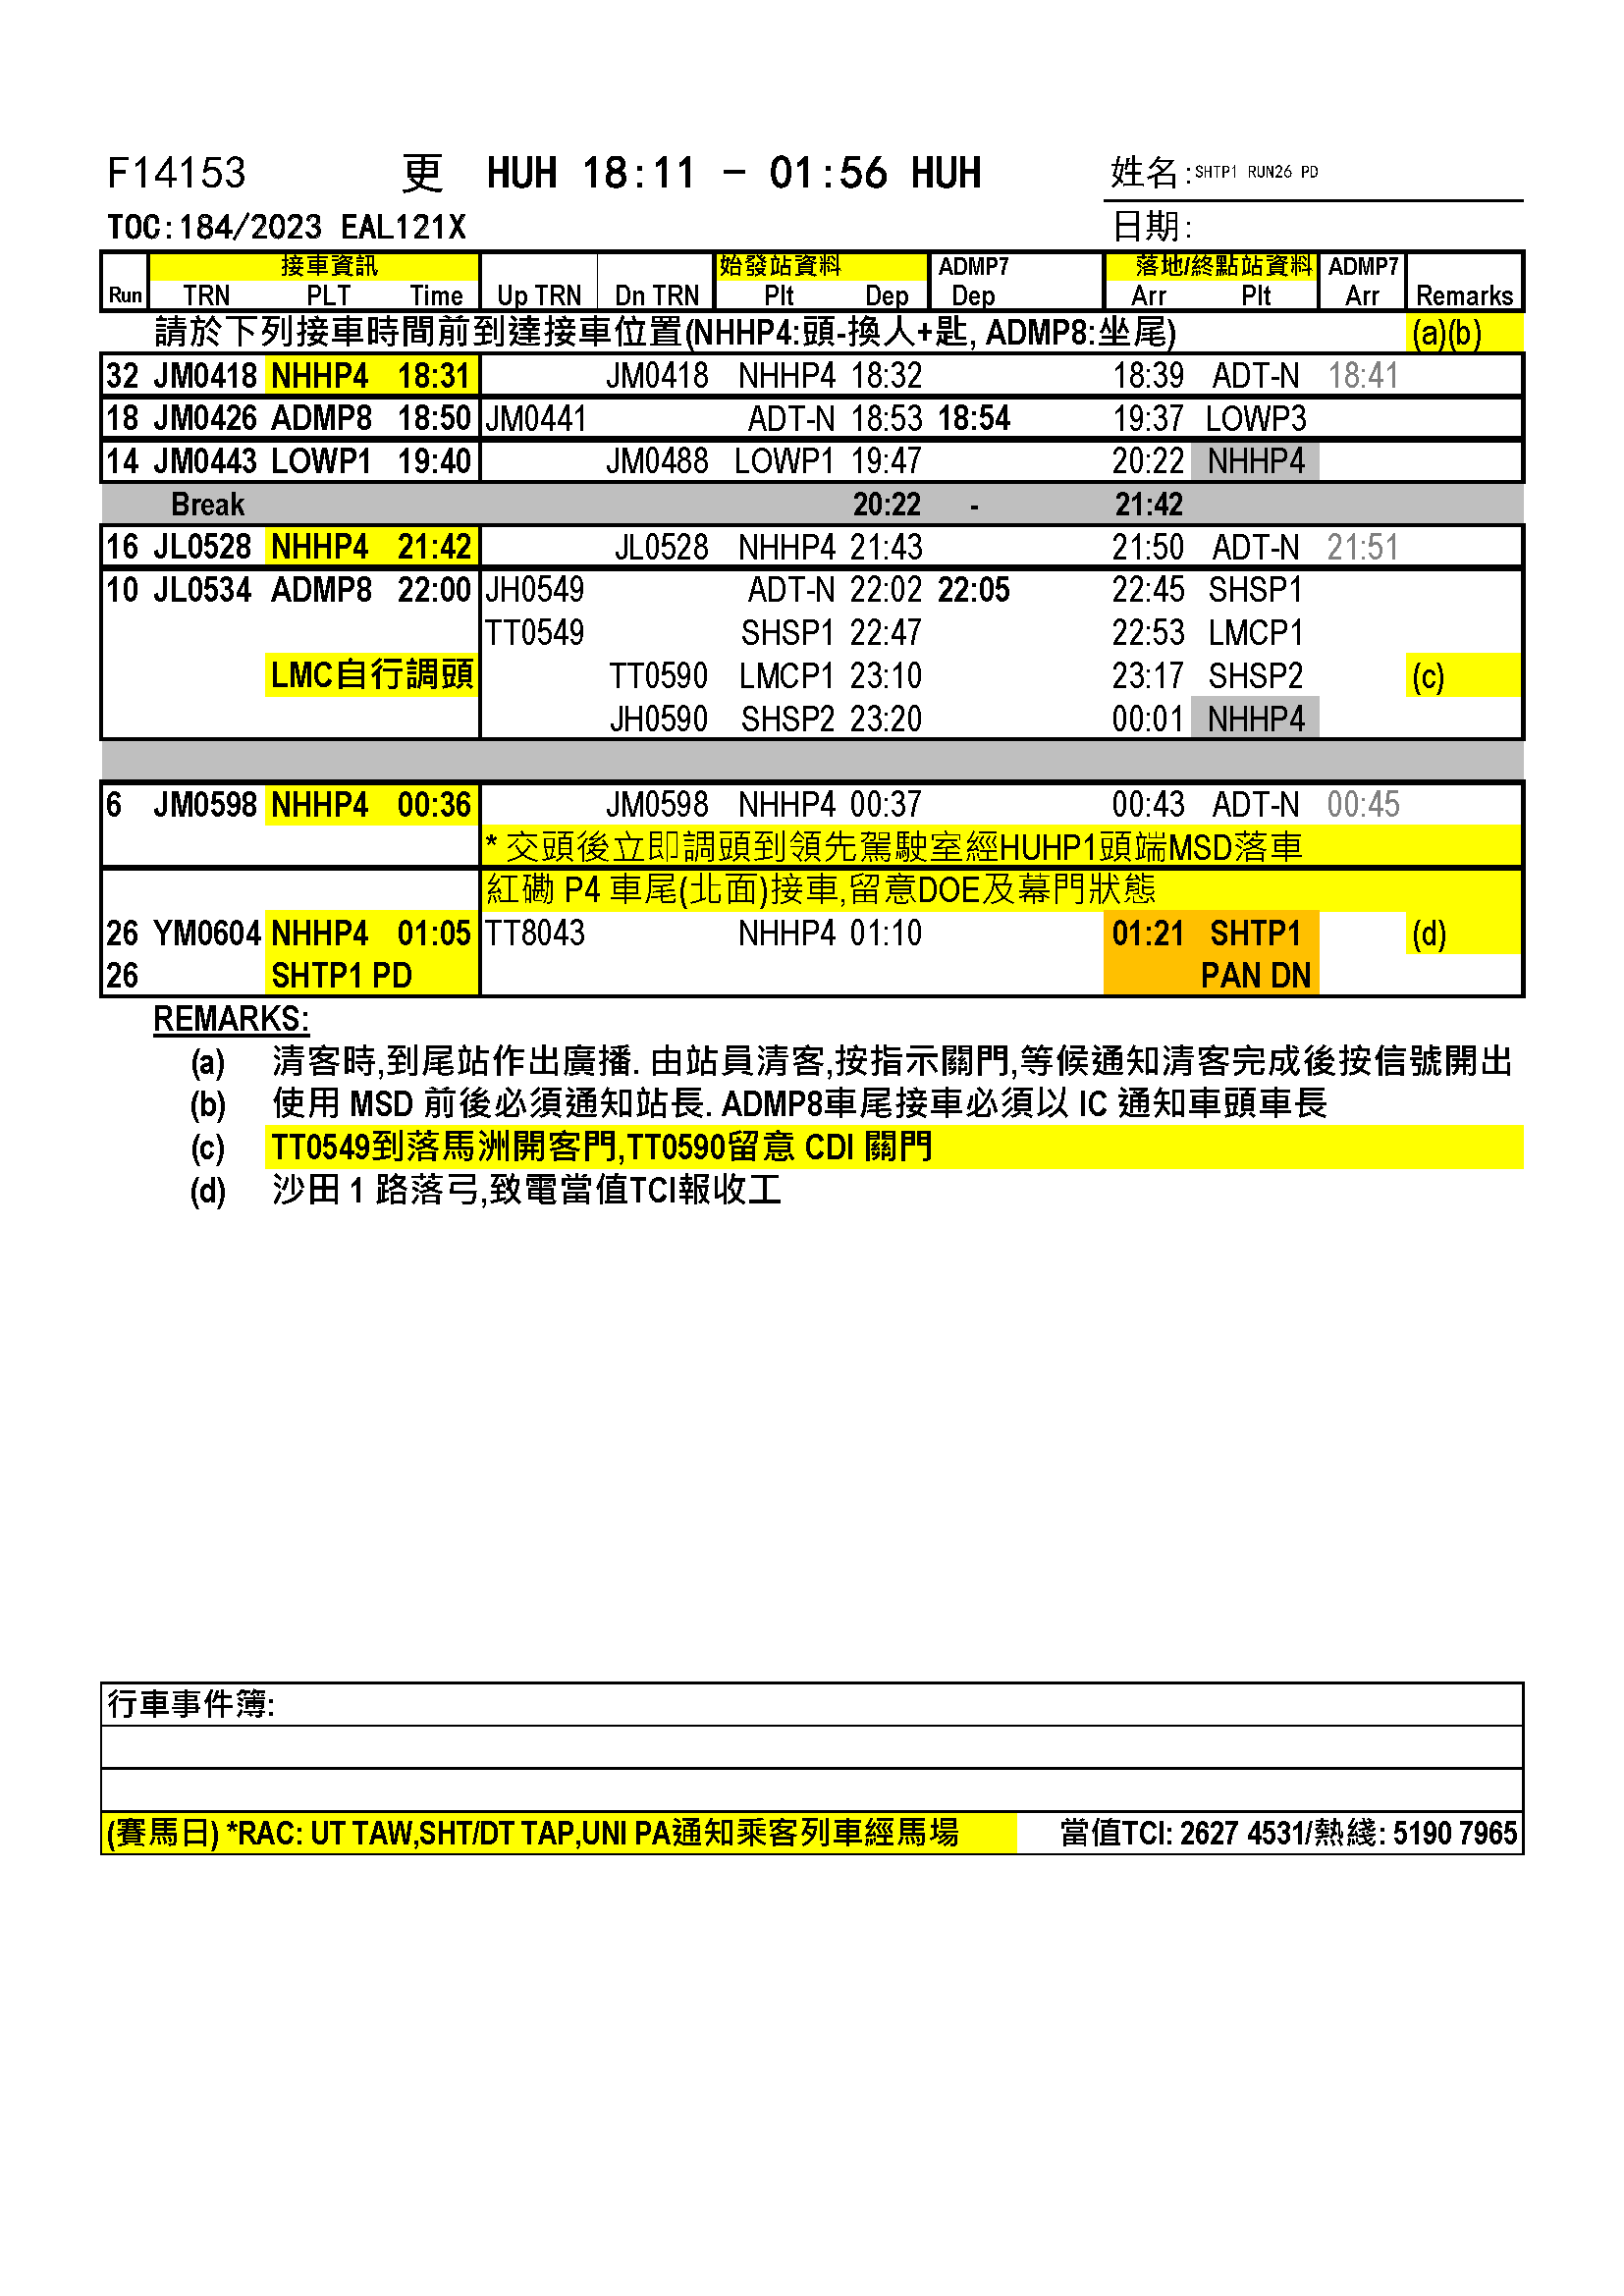 F14153 更 HUH 18:11 - 01:56 HUH 姓名:SHTP1 RUN26 PD
TOC:184/2023 EAL121X 日期:
接車資訊 始發站資料 ADMP7 落地/終點站資料 ADMP7
Run TRN PLT Time Up TRN Dn TRN Plt Dep Dep Arr Plt Arr Remarks
請於下列接車時間前到達接車位置(NHHP4:頭-換人+匙, ADMP8:坐尾) (a)(b)
32 JM0418 NHHP4 18:31 JM0418 NHHP4 18:32 18:39 ADT-N 18:41
18 JM0426 ADMP8 18:50 JM0441 ADT-N 18:53 18:54 19:37 LOWP3
14 JM0443 LOWP1 19:40 JM0488 LOWP1 19:47 20:22 NHHP4
Break 20:22 - 21:42
16 JL0528 NHHP4 21:42 JL0528 NHHP4 21:43 21:50 ADT-N 21:51
10 JL0534 ADMP8 22:00 JH0549 ADT-N 22:02 22:05 22:45 SHSP1
TT0549 SHSP1 22:47 22:53 LMCP1
LMC自行調頭 TT0590 LMCP1 23:10 23:17 SHSP2 (c)
JH0590 SHSP2 23:20 00:01 NHHP4
6 JM0598 NHHP4 00:36 JM0598 NHHP4 00:37 00:43 ADT-N 00:45
* 交頭後立即調頭到領先駕駛室經HUHP1頭端MSD落車
紅磡 P4 車尾(北面)接車,留意DOE及幕門狀態
26 YM0604 NHHP4 01:05 TT8043 NHHP4 01:10 01:21 SHTP1 (d)
26 SHTP1 PD PAN DN
REMARKS:
(a) 清客時,到尾站作出廣播. 由站員清客,按指示關門,等候通知清客完成後按信號開出
(b) 使用 MSD 前後必須通知站長. ADMP8車尾接車必須以 IC 通知車頭車長
(c) TT0549到落馬洲開客門,TT0590留意 CDI 關門
(d) 沙田 1 路落弓,致電當值TCI報收工
行車事件簿:
(賽馬日) *RAC: UT TAW,SHT/DT TAP,UNI PA通知乘客列車經馬場 當值TCI: 2627 4531/熱綫: 5190 7965